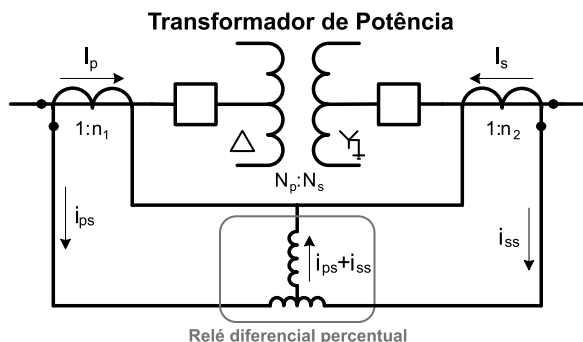 Transformador de Potência
Ip
Is
1:n1
1:n2
Δ
Y
Np:Ns
ips
iss
ips+iss
Relé diferencial percentual